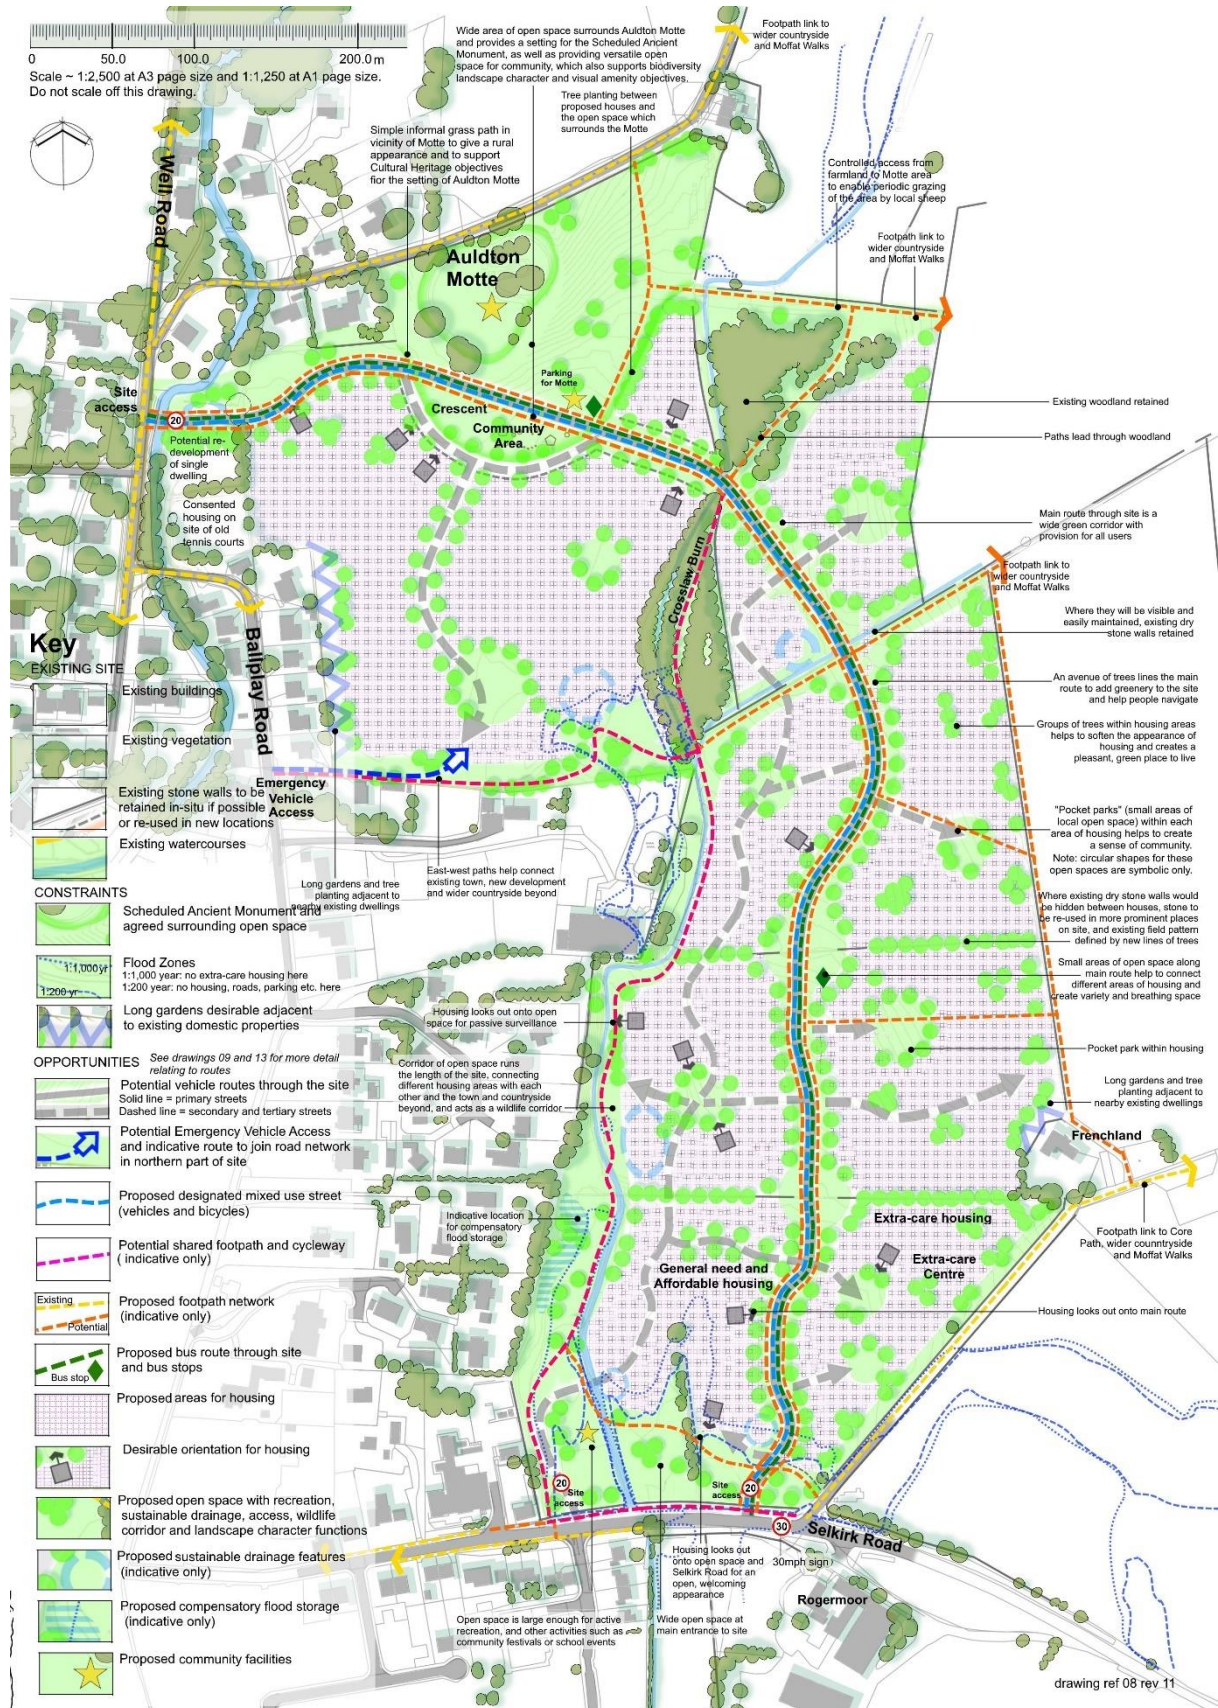 0 50.0 100.0 200.0 m
Scale ~ 1:2,500 at A3 page size and 1:1,250 at A1 page size.
Do not scale off this drawing.
Wide area of open space surrounds Auldton Motte
and provides a setting for the Scheduled Ancient
Monument, as well as providing versatile open
space for community, which also supports biodiversity
landscape character and visual amenity objectives.
Footpath link to
wider countryside
and Moffat Walks
Tree planting between
proposed houses and
the open space which
surrounds the Motte
Simple informal grass path in
vicinity of Motte to give a rural
appearance and to support
Cultural Heritage objectives
fior the setting of Auldton Motte
Controlled access from
farmland to Motte area
to enable periodic grazing
of the area by local sheep
Footpath link to
wider countryside
and Moffat Walks
Well Road
Auldton
Motte
Site
access
20
Parking
for Motte
Crescent
Community
Area
Existing woodland retained
Paths lead through woodland
Potential re-
development
of single
dwelling
Consented
housing on
site of old
tennis courts
Main route through site is a
wide green corridor with
provision for all users
Footpath link to
wider countryside
and Moffat Walks
Crosslaw Burn
Where they will be visible and
easily maintained, existing dry
stone walls retained
An avenue of trees lines the main
route to add greenery to the site
and help people navigate
Groups of trees within housing areas
helps to soften the appearance of
housing and creates a
pleasant, green place to live
Ballplay Road
Emergency
Vehicle
Access
"Pocket parks" (small areas of
local open space) within each
area of housing helps to create
a sense of community.
Note: circular shapes for these
open spaces are symbolic only.
Long gardens and tree
planting adjacent to
nearby existing dwellings
East-west paths help connect
existing town, new development
and wider countryside beyond
Where existing dry stone walls would
be hidden between houses, stone to
be re-used in more prominent places
on site, and existing field pattern
defined by new lines of trees
Small areas of open space along
main route help to connect
different areas of housing and
create variety and breathing space
Housing looks out onto open
space for passive surveillance
Pocket park within housing
Corridor of open space runs
the length of the site, connecting
different housing areas with each
other and the town and countryside
beyond, and acts as a wildlife corridor
Long gardens and tree
planting adjacent to
nearby existing dwellings
Frenchland
Indicative location
for compensatory
flood storage
Extra-care housing
Extra-care
Centre
Footpath link to Core
Path, wider counntryside
and Moffat Walks
General need and
Affordable housing
Housing looks out onto main route
20
Site
access
Site
access
20
30
30mph sign
Selkirk Road
Housing looks out
onto open space and
Selkirk Road for an
open, welcoming
appearance
Rogermoor
Open space is large enough for active
recreation, and other activities such as
community festivals or school events
Wide open space at
main entrance to site
drawing ref 08 rev 11
Key
EXISTING SITE
Existing buildings
Existing vegetation
Existing stone walls to be
retained in-situ if possible
or re-used in new locations
Existing watercourses
CONSTRAINTS
Scheduled Ancient Monument and
agreed surrounding open space
1:1,000yr
1:200 yr
Flood Zones
1:1,000 year: no extra-care housing here
1:200 year: no housing, roads, parking etc. here
Long gardens desirable adjacent
to existing domestic properties
OPPORTUNITIES
See drawings 09 and 13 for more detail
relating to routes
Potential vehicle routes through the site
Solid line = primary streets
Dashed line = secondary and tertiary streets
Potential Emergency Vehicle Access
and indicative route to join road network
in northern part of site
Proposed designated mixed use street
(vehicles and bicycles)
Potential shared footpath and cycleway
( indicative only)
Existing
Potential
Proposed footpath network
(indicative only)
Bus stop
Proposed bus route through site
and bus stops
Proposed areas for housing
Desirable orientation for housing
Proposed open space with recreation,
sustainable drainage, access, wildlife
corridor and landscape character functions
Proposed sustainable drainage features
(indicative only)
Proposed compensatory flood storage
(indicative only)
Proposed community facilities